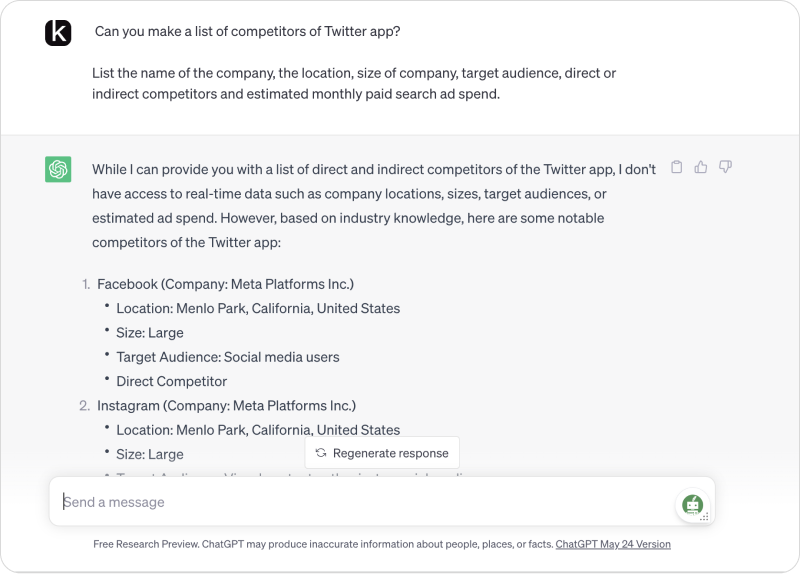 k
Can you make a list of competitors of Twitter app?
List the name of the company, the location, size of company, target audience, direct or
indirect competitors and estimated monthly paid search ad spend.
While I can provide you with a list of direct and indirect competitors of the Twitter app, I don't
have access to real-time data such as company locations, sizes, target audiences, or
estimated ad spend. However, based on industry knowledge, here are some notable
competitors of the Twitter app:
1. Facebook (Company: Meta Platforms Inc.)
• Location: Menlo Park, California, United States
• Size: Large
• Target Audience: Social media users
• Direct Competitor
2. Instagram (Company: Meta Platforms Inc.)
• Location: Menlo Park, California, United States
• Size: Large
Regenerate response
Send a message
Free Research Preview. ChatGPT may produce inaccurate information about people, places, or facts. ChatGPT May 24 Version